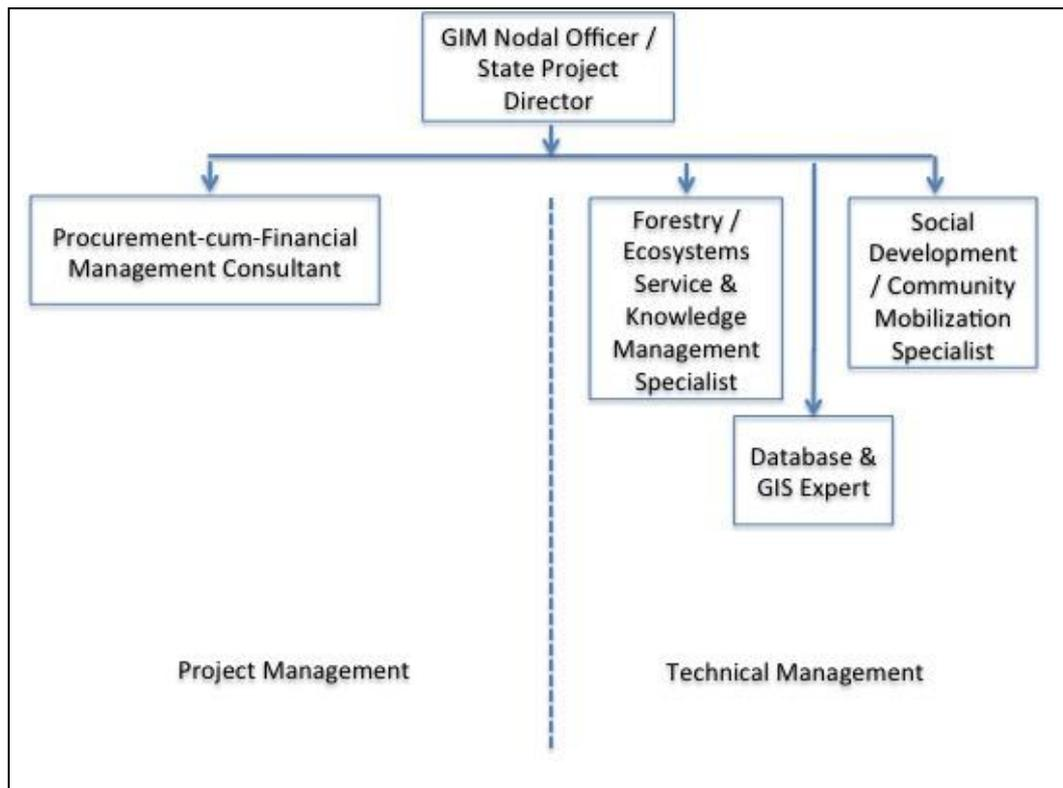 GIM Nodal Officer /
State Project
Director
Procurement-cum-Financial
Management Consultant
Forestry /
Ecosystems
Service &
Knowledge
Management
Specialist
Social
Development
/ Community
Mobilization
Specialist
Database &
GIS Expert
Project Management
Technical Management